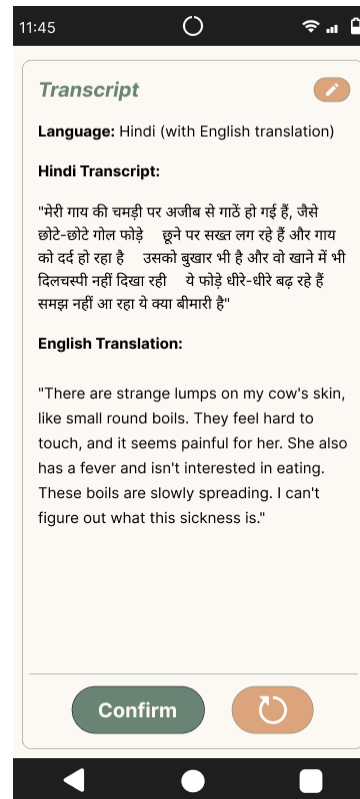 11:45
Transcript
Language: Hindi (with English translation)
Hindi Transcript:
"मेरी गाय की चमड़ी पर अजीब से गाठें हो गई हैं, जैसे
छोटे-छोटे गोल फोड़े छूने पर सख्त लग रहे हैं और गाय
को दर्द हो रहा है उसको बुखार भी है और वो खाने में भी
दिलचस्पी नहीं दिखा रही ये फोड़े धीरे-धीरे बढ़ रहे हैं
समझ नहीं आ रहा ये क्या बीमारी है"
English Translation:
"There are strange lumps on my cow's skin,
like small round boils. They feel hard to
touch, and it seems painful for her. She also
has a fever and isn't interested in eating.
These boils are slowly spreading. I can't
figure out what this sickness is."
Confirm